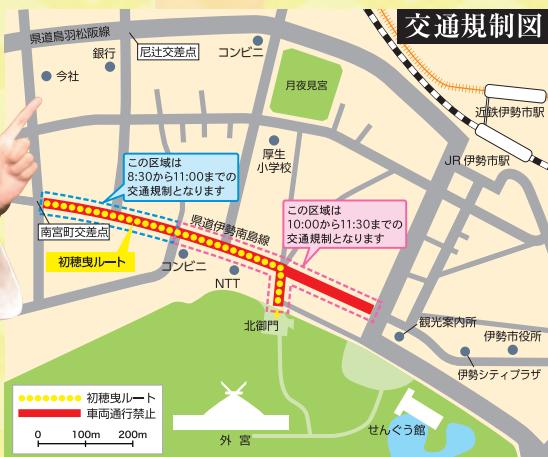 交通規制図
県道鳥羽松阪線
銀行
尼辻交差点
コンビニ
今社
月夜見宮
近鉄伊勢市駅
JR伊勢市駅
厚生
小学校
この区域は
8:30から11:00までの
交通規制となります
この区域は
10:00から11:30までの
交通規制となります
県道伊勢南島線
南宮町交差点
初穂曳ルート
コンビニ
NTT
北御門
観光案内所
伊勢市役所
伊勢シティプラザ
せんぐう館
外宮
初穂曳ルート
車両通行禁止
0 100m 200m